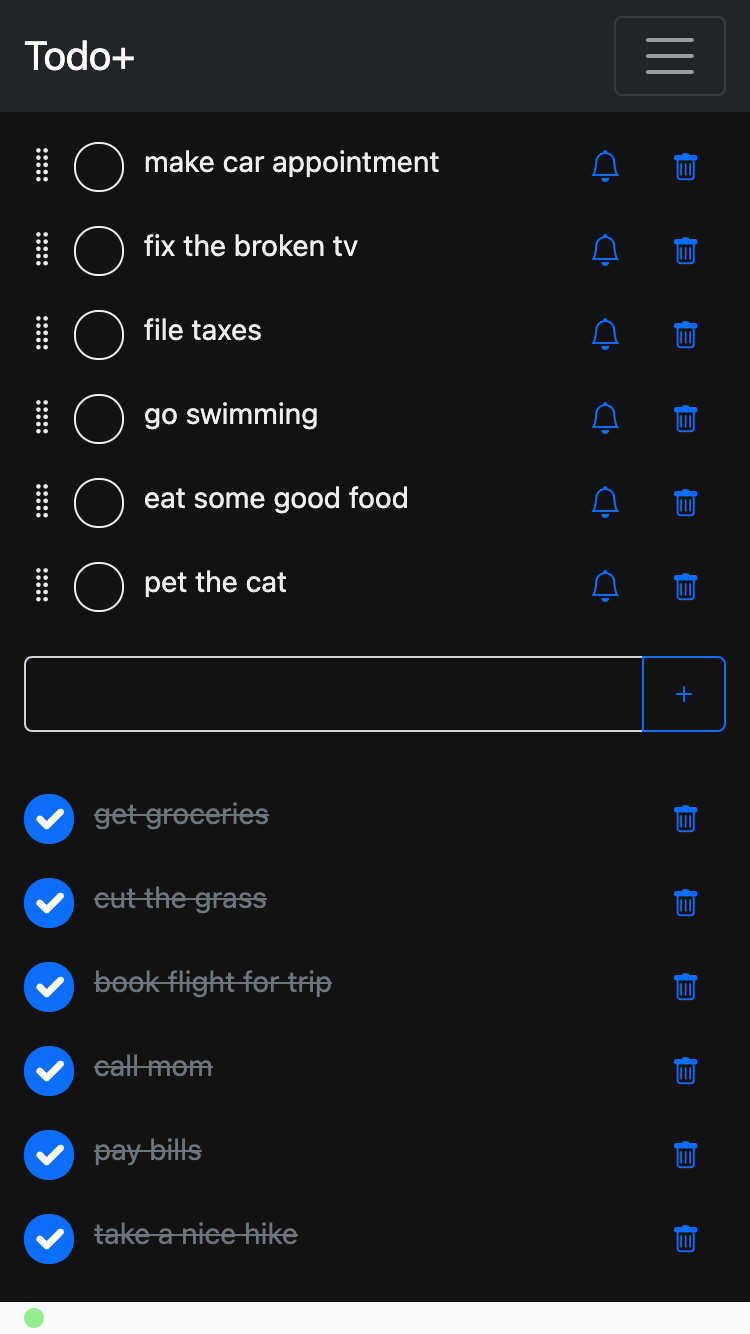 Todo+
make car appointment
fix the broken tv
file taxes
go swimming
eat some good food
pet the cat
+
get groceries
cut the grass
book flight for trip
call mom
pay bills
take a nice hike